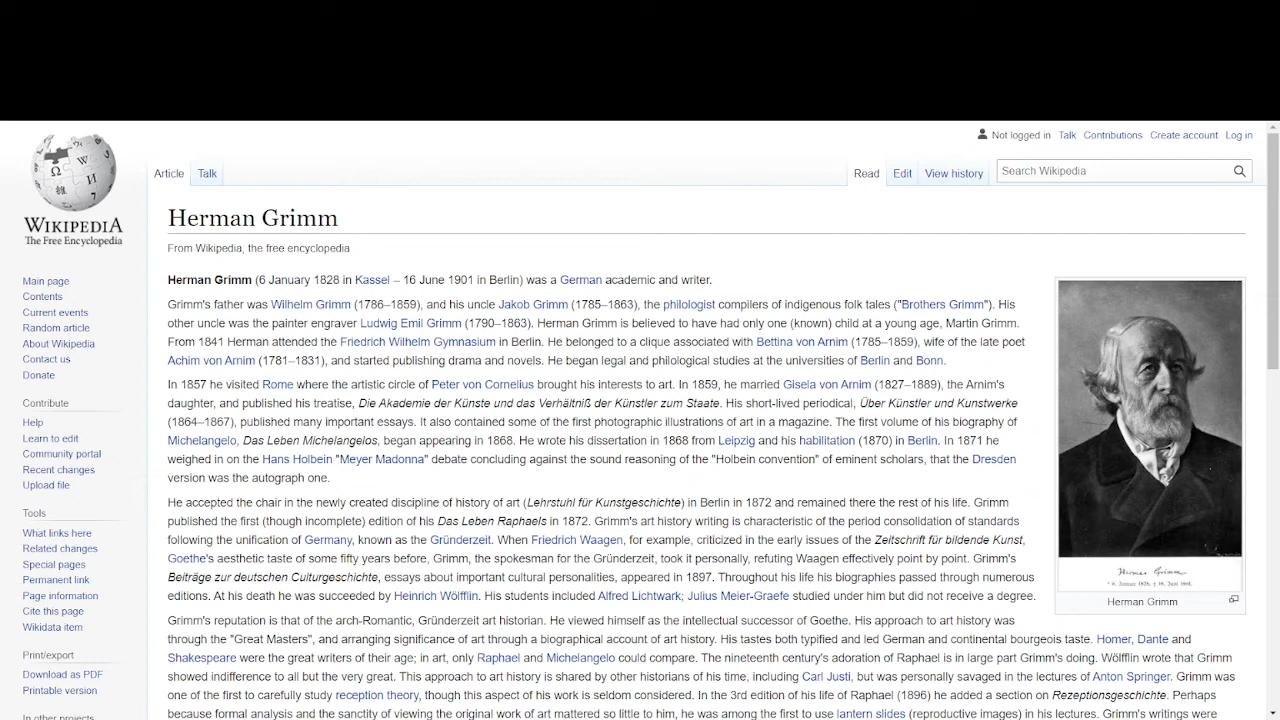 Not logged in Talk Contributions Create account Log in
Article Talk Read Edit View history Search Wikipedia
WIKIPEDIA
The Free Encyclopedia
Main page
Contents
Current events
Random article
About Wikipedia
Contact us
Donate
Contribute
Help
Learn to edit
Community portal
Recent changes
Upload file
Tools
What links here
Related changes
Special pages
Permanent link
Page information
Cite this page
Wikidata item
Print/export
Download as PDF
Printable version
In other projects
Herman Grimm
From Wikipedia, the free encyclopedia
Herman Grimm (6 January 1828 in Kassel – 16 June 1901 in Berlin) was a German academic and writer.
Grimm's father was Wilhelm Grimm (1786–1859), and his uncle Jakob Grimm (1785–1863), the philologist compilers of indigenous folk tales ("Brothers Grimm"). His
other uncle was the painter engraver Ludwig Emil Grimm (1790–1863). Herman Grimm is believed to have had only one (known) child at a young age, Martin Grimm.
From 1841 Herman attended the Friedrich Wilhelm Gymnasium in Berlin. He belonged to a clique associated with Bettina von Arnim (1785–1859), wife of the late poet
Achim von Arnim (1781–1831), and started publishing drama and novels. He began legal and philological studies at the universities of Berlin and Bonn.
In 1857 he visited Rome where the artistic circle of Peter von Cornelius brought his interests to art. In 1859, he married Gisela von Arnim (1827–1889), the Arnim's
daughter, and published his treatise, Die Akademie der Künste und das Verhältniß der Künstler zum Staate. His short-lived periodical, Über Künstler und Kunstwerke
(1864–1867), published many important essays. It also contained some of the first photographic illustrations of art in a magazine. The first volume of his biography of
Michelangelo, Das Leben Michelangelos, began appearing in 1868. He wrote his dissertation in 1868 from Leipzig and his habilitation (1870) in Berlin. In 1871 he
weighed in on the Hans Holbein "Meyer Madonna" debate concluding against the sound reasoning of the "Holbein convention" of eminent scholars, that the Dresden
version was the autograph one.
He accepted the chair in the newly created discipline of history of art (Lehrstuhl für Kunstgeschichte) in Berlin in 1872 and remained there the rest of his life. Grimm
published the first (though incomplete) edition of his Das Leben Raphaels in 1872. Grimm's art history writing is characteristic of the period consolidation of standards
following the unification of Germany, known as the Gründerzeit. When Friedrich Waagen, for example, criticized in the early issues of the Zeitschrift für bildende Kunst,
Goethe's aesthetic taste of some fifty years before, Grimm, the spokesman for the Gründerzeit, took it personally, refuting Waagen effectively point by point. Grimm's
Beiträge zur deutschen Culturgeschichte, essays about important cultural personalities, appeared in 1897. Throughout his life his biographies passed through numerous
editions. At his death he was succeeded by Heinrich Wölfflin. His students included Alfred Lichtwark; Julius Meier-Graefe studied under him but did not receive a degree.
Grimm's reputation is that of the arch-Romantic, Gründerzeit art historian. He viewed himself as the intellectual successor of Goethe. His approach to art history was
through the "Great Masters", and arranging significance of art through a biographical account of art history. His tastes both typified and led German and continental bourgeois taste. Homer, Dante and
Shakespeare were the great writers of their age; in art, only Raphael and Michelangelo could compare. The nineteenth century's adoration of Raphael is in large part Grimm's doing. Wölfflin wrote that Grimm
showed indifference to all but the very great. This approach to art history is shared by other historians of his time, including Carl Justi, but was personally savaged in the lectures of Anton Springer. Grimm was
one of the first to carefully study reception theory, though this aspect of his work is seldom considered. In the 3rd edition of his life of Raphael (1896) he added a section on Rezeptionsgeschichte. Perhaps
because formal analysis and the sanctity of viewing the original work of art mattered so little to him, he was among the first to use lantern slides (reproductive images) in his lectures. Grimm's writings were
Herman Grimm
Herman Grimm